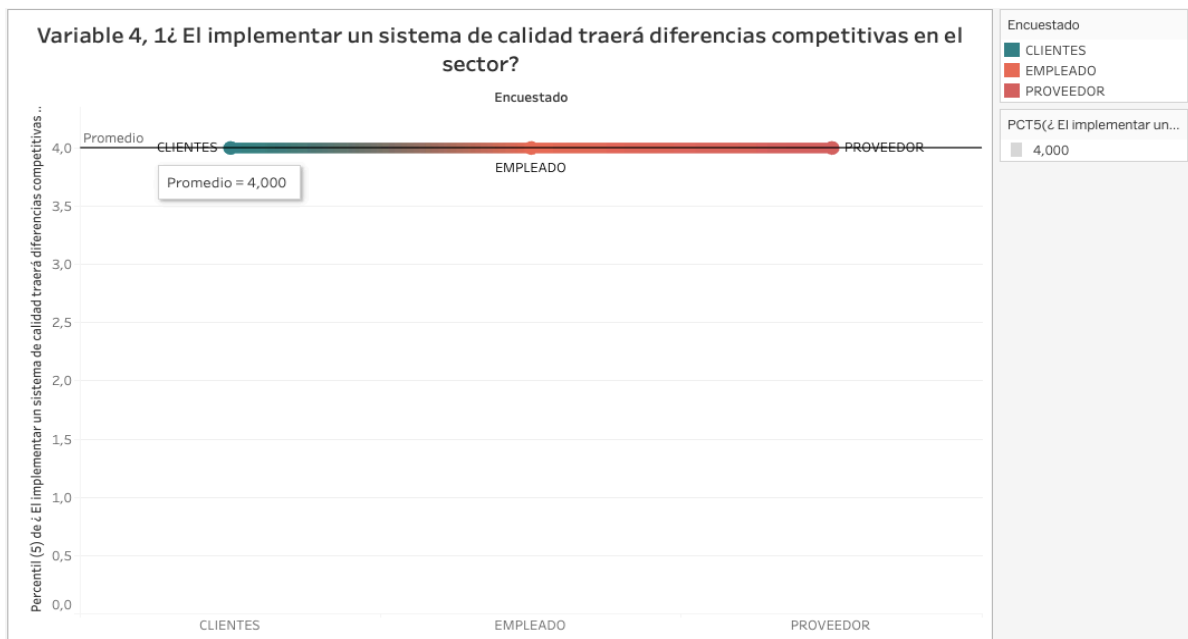 Variable 4, 1¿ El implementar un sistema de calidad traerá diferencias competitivas en el
sector?
Encuestado
Percentil (5) de ¿ El implementar un sistema de calidad traerá diferencias competitivas ..
4,0
3,5
3,0
2,5
2,0
1,5
1,0
0,5
0,0
Promedio
CLIENTES
EMPLEADO
PROVEEDOR
Promedio = 4,000
CLIENTES
EMPLEADO
PROVEEDOR
Encuestado
CLIENTES
EMPLEADO
PROVEEDOR
PCT5(¿ El implementar un...
4,000